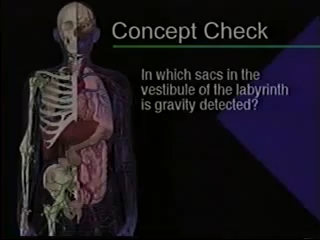 Concept Check
In which sacs in the
vestibule of the labyrinth
is gravity detected?